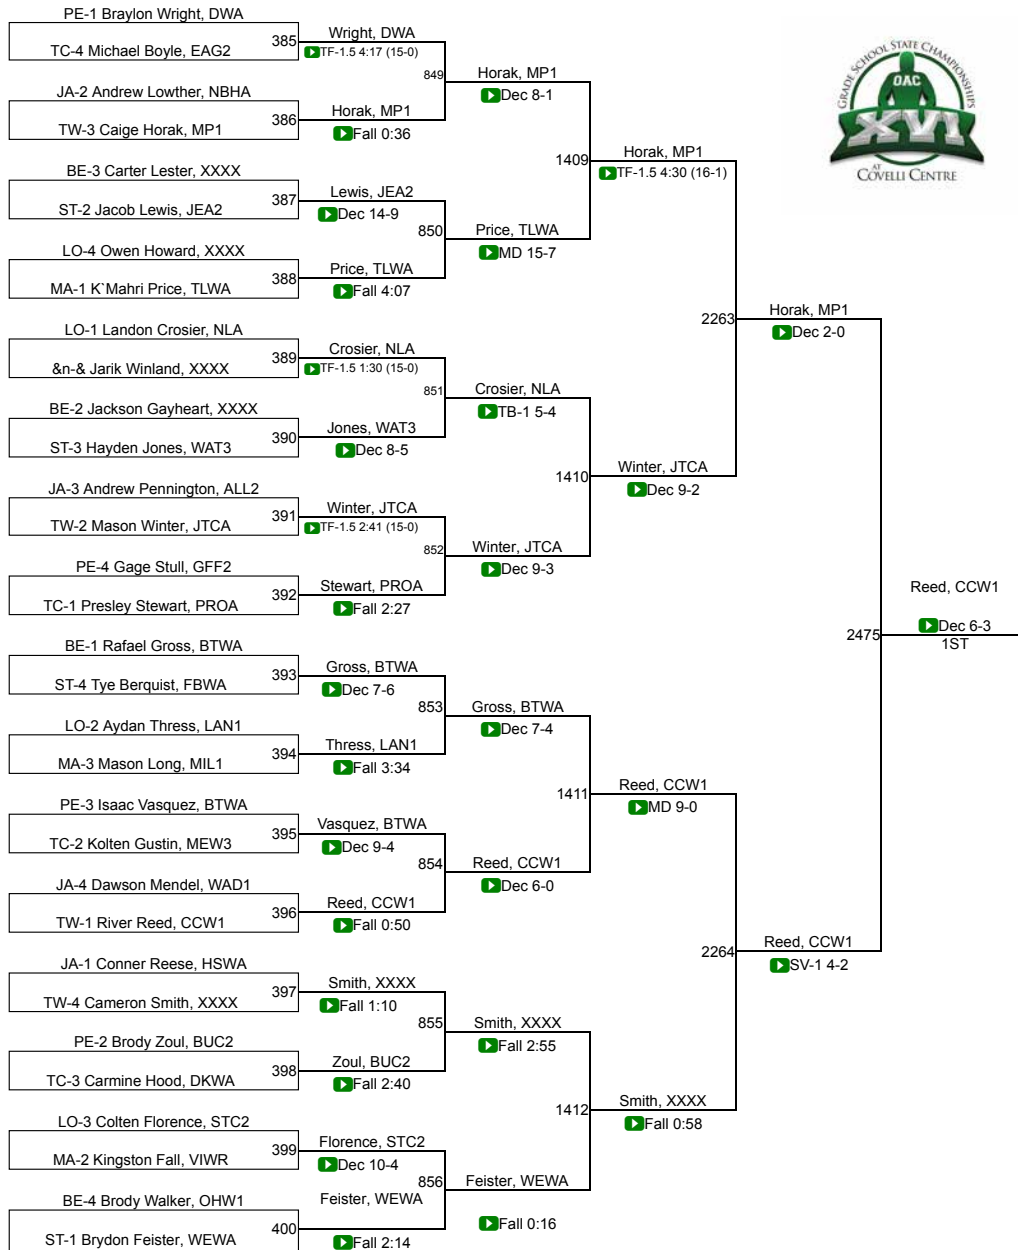 PE-1 Braylon Wright, DWA
385
TC-4 Michael Boyle, EAG2
JA-2 Andrew Lowther, NBHA
386
TW-3 Caige Horak, MP1
BE-3 Carter Lester, XXXX
387
ST-2 Jacob Lewis, JEA2
LO-4 Owen Howard, XXXX
388
MA-1 K`Mahri Price, TLWA
LO-1 Landon Crosier, NLA
389
&n-& Jarik Winland, XXXX
BE-2 Jackson Gayheart, XXXX
390
ST-3 Hayden Jones, WAT3
JA-3 Andrew Pennington, ALL2
391
TW-2 Mason Winter, JTCA
PE-4 Gage Stull, GFF2
392
TC-1 Presley Stewart, PROA
BE-1 Rafael Gross, BTWA
393
ST-4 Tye Berquist, FBWA
LO-2 Aydan Thress, LAN1
394
MA-3 Mason Long, MIL1
PE-3 Isaac Vasquez, BTWA
395
TC-2 Kolten Gustin, MEW3
JA-4 Dawson Mendel, WAD1
396
TW-1 River Reed, CCW1
JA-1 Conner Reese, HSWA
397
TW-4 Cameron Smith, XXXX
PE-2 Brody Zoul, BUC2
398
TC-3 Carmine Hood, DKWA
LO-3 Colten Florence, STC2
399
MA-2 Kingston Fall, VIWR
BE-4 Brody Walker, OHW1
400
ST-1 Brydon Feister, WEWA
Wright, DWA
TF-1.5 4:17 (15-0)
849
Horak, MP1
Fall 0:36
Lewis, JEA2
Dec 14-9
850
Price, TLWA
Fall 4:07
Crosier, NLA
TF-1.5 1:30 (15-0)
851
Jones, WAT3
Dec 8-5
Winter, JTCA
TF-1.5 2:41 (15-0)
852
Stewart, PROA
Fall 2:27
Gross, BTWA
Dec 7-6
853
Thress, LAN1
Fall 3:34
Vasquez, BTWA
Dec 9-4
854
Reed, CCW1
Fall 0:50
Smith, XXXX
Fall 1:10
855
Zoul, BUC2
Fall 2:40
Florence, STC2
Dec 10-4
856
Feister, WEWA
Fall 2:14
Horak, MP1
Dec 8-1
1409
Price, TLWA
MD 15-7
Crosier, NLA
TB-1 5-4
1410
Winter, JTCA
Dec 9-3
Gross, BTWA
Dec 7-4
1411
Reed, CCW1
Dec 6-0
Smith, XXXX
Fall 2:55
1412
Feister, WEWA
Fall 0:16
Horak, MP1
TF-1.5 4:30 (16-1)
2263
Winter, JTCA
Dec 9-2
Reed, CCW1
MD 9-0
2264
Smith, XXXX
Fall 0:58
Horak, MP1
Dec 2-0
2475
Reed, CCW1
SV-1 4-2
Reed, CCW1
Dec 6-3
1ST
GRADE SCHOOL STATE CHAMPIONSHIPS
OAC
XVI
AT
COVELLI CENTRE